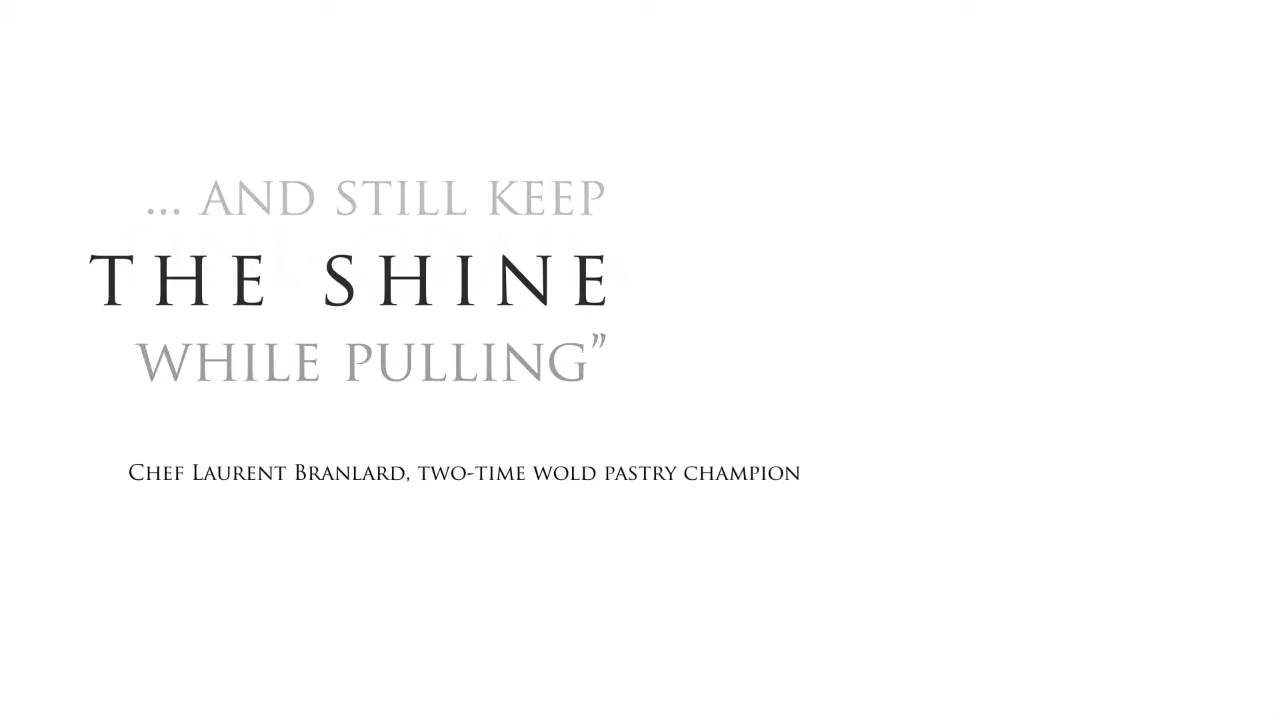 ... AND STILL KEEP
THE SHINE
WHILE PULLING”
CHEF LAURENT BRANLARD, TWO-TIME WOLD PASTRY CHAMPION